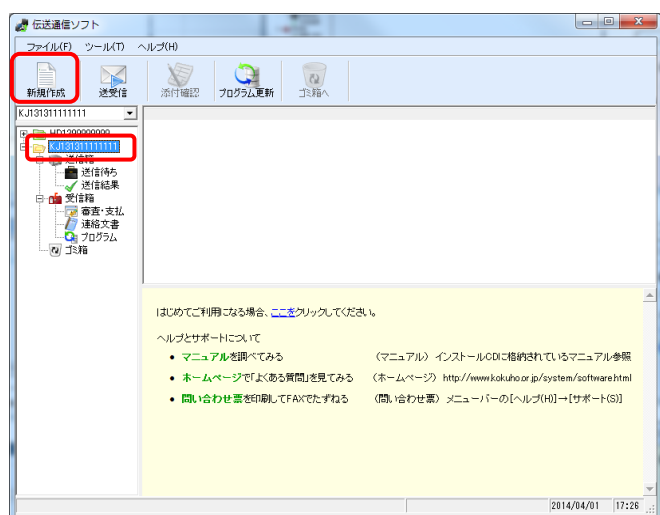 伝送通信ソフト
ファイル(F) ツール(T) ヘルプ(H)
新規作成 送受信 添付確認 プログラム更新 ゴミ箱へ
KJ131311111111
KJ131311111111
送信箱
送信待ち
送信結果
受信箱
審査・支払
連絡文書
プログラム
ゴミ箱
はじめてご利用になる場合、ここをクリックしてください。
ヘルプとサポートについて
• マニュアルを調べてみる (マニュアル) インストールCDに格納されているマニュアル参照
• ホームページで「よくある質問」を見てみる (ホームページ) http://www.kokuho.or.jp/system/software.html
• 問い合わせ票を印刷してFAXでたずねる (問い合わせ票) メニューバーの[ヘルプ(H)]→[サポート(S)]
2014/04/01 17:26